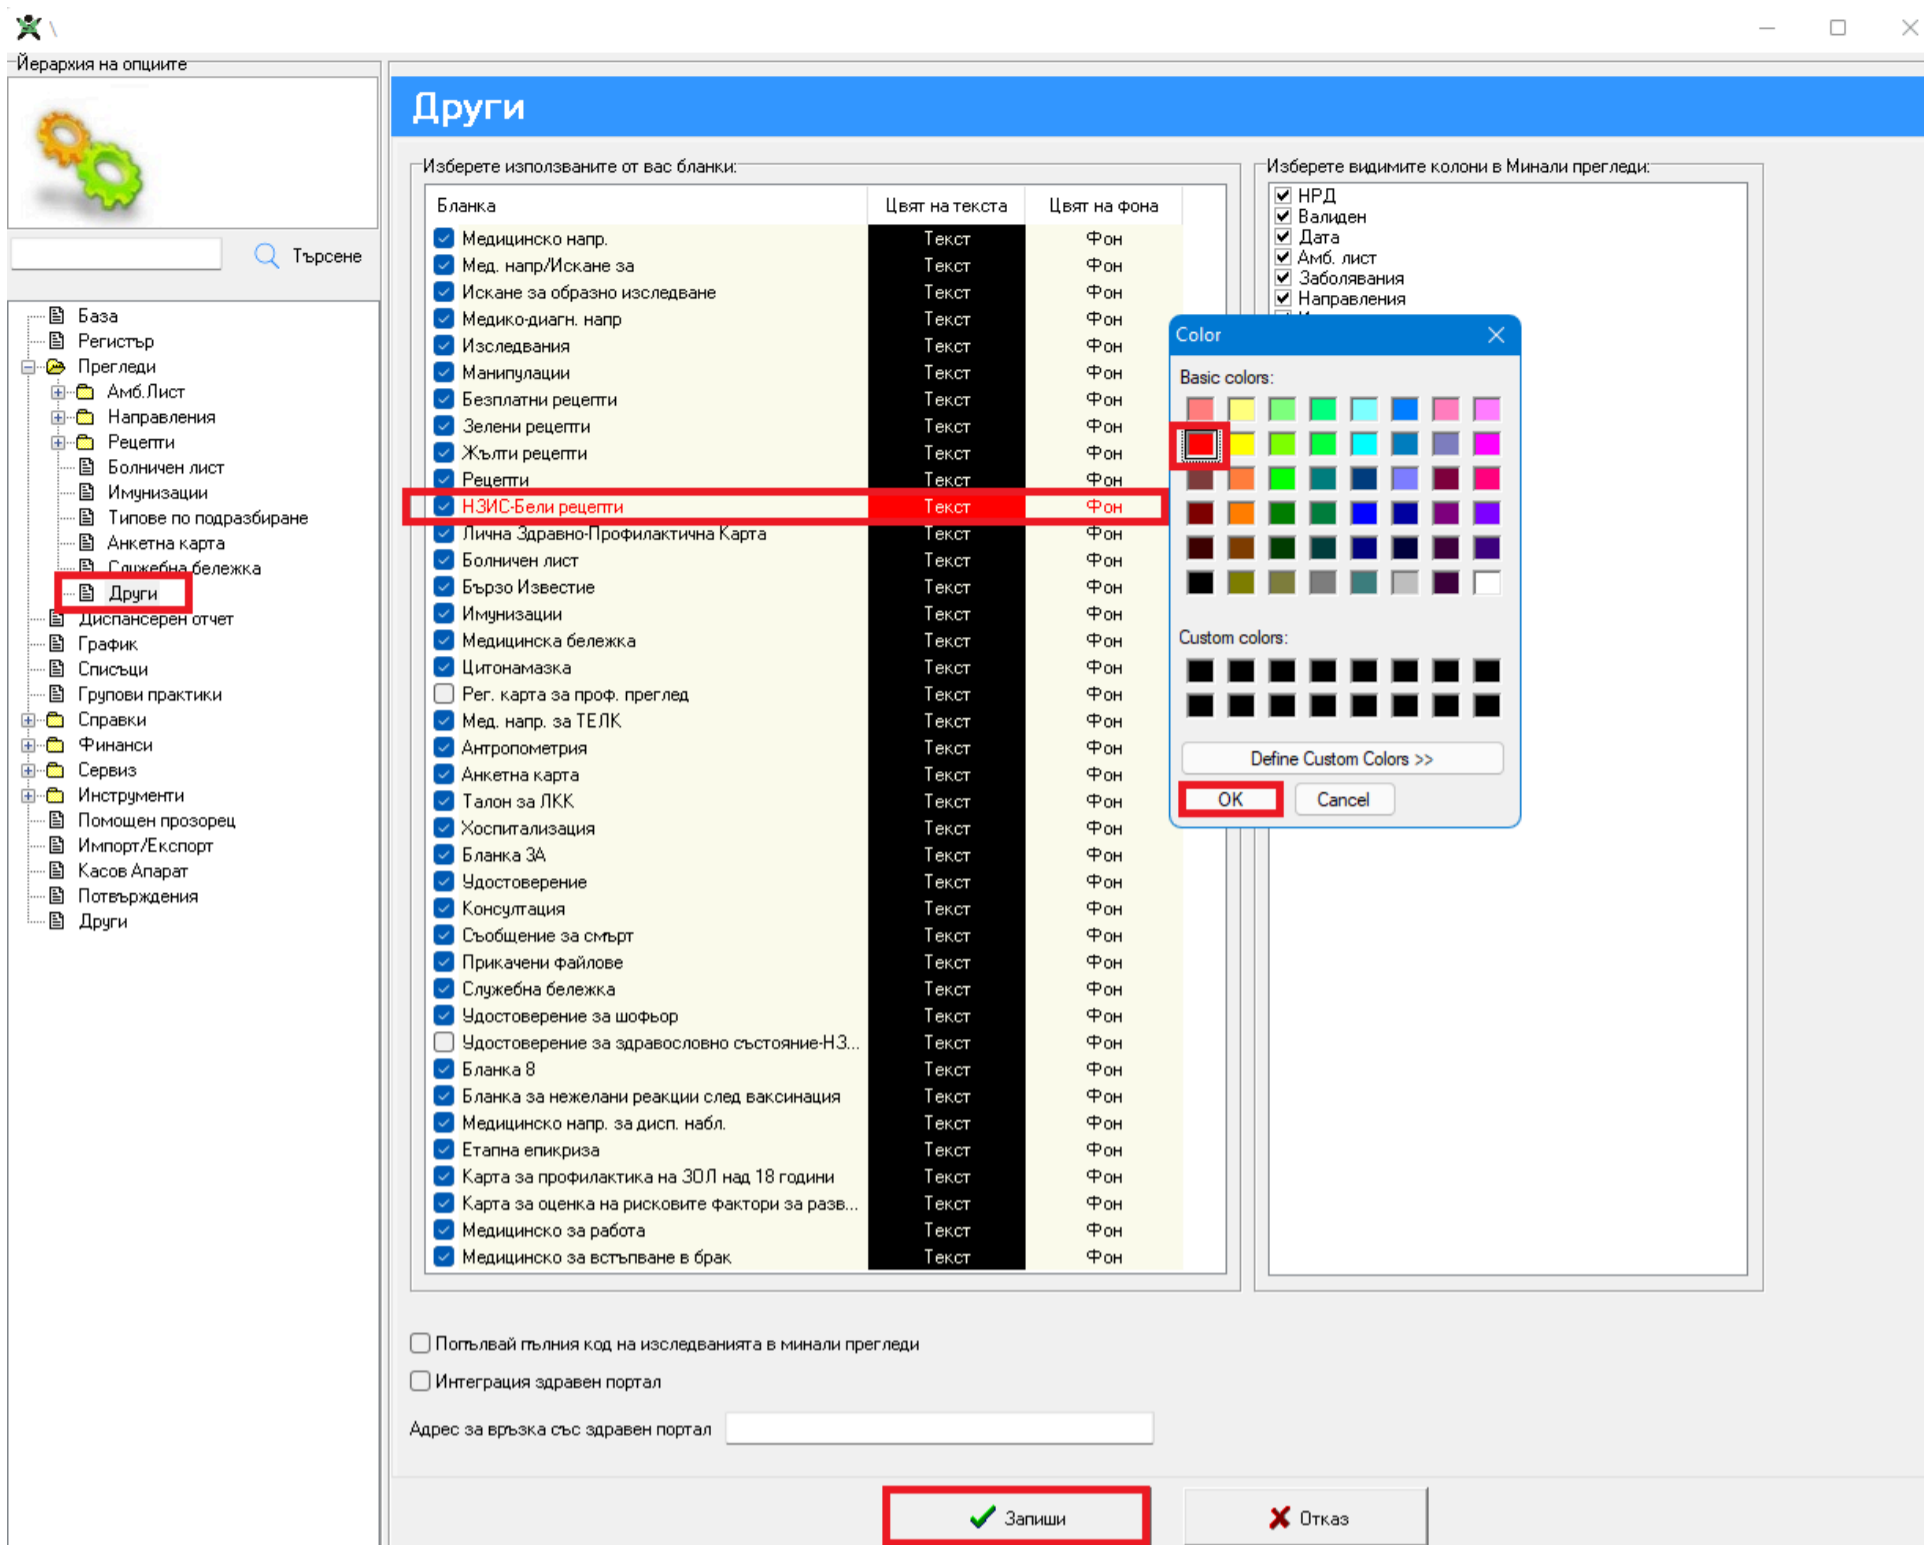 \
Йерархия на опциите
Търсене
База
Регистър
Прегледи
Амб.Лист
Направления
Рецепти
Болничен лист
Имунизации
Типове по подразбиране
Анкетна карта
Служебна бележка
Други
Диспансерен отчет
График
Списъци
Групови практики
Справки
Финанси
Сервиз
Инструменти
Помощен прозорец
Импорт/Експорт
Касов Апарат
Потвърждения
Други
Други
Изберете използваните от вас бланки:
Бланка Цвят на текста Цвят на фона
Медицинско напр. Текст Фон
Мед. напр/Искане за Текст Фон
Искане за образно изследване Текст Фон
Медико-диагн. напр Текст Фон
Изследвания Текст Фон
Манипулации Текст Фон
Безплатни рецепти Текст Фон
Зелени рецепти Текст Фон
Жълти рецепти Текст Фон
Рецепти Текст Фон
НЗИС-Бели рецепти Текст Фон
Лична Здравно-Профилактична Карта Текст Фон
Болничен лист Текст Фон
Бързо Известие Текст Фон
Имунизации Текст Фон
Медицинска бележка Текст Фон
Цитонамазка Текст Фон
Рег. карта за проф. преглед Текст Фон
Мед. напр. за ТЕЛК Текст Фон
Антропометрия Текст Фон
Анкетна карта Текст Фон
Талон за ЛКК Текст Фон
Хоспитализация Текст Фон
Бланка 3А Текст Фон
Удостоверение Текст Фон
Консултация Текст Фон
Съобщение за смърт Текст Фон
Прикачени файлове Текст Фон
Служебна бележка Текст Фон
Удостоверение за шофьор Текст Фон
Удостоверение за здравословно състояние-НЗ... Текст Фон
Бланка 8 Текст Фон
Бланка за нежелани реакции след ваксинация Текст Фон
Медицинско напр. за дисп. набл. Текст Фон
Етапна епикриза Текст Фон
Карта за профилактика на ЗОЛ над 18 години Текст Фон
Карта за оценка на рисковите фактори за разв... Текст Фон
Медицинско за работа Текст Фон
Медицинско за встъпване в брак Текст Фон
Изберете видимите колони в Минали прегледи:
НРД
Валиден
Дата
Амб. лист
Заболявания
Направления
Color
Basic colors:
Custom colors:
Define Custom Colors >>
OK Cancel
Попълвай пълния код на изследванията в минали прегледи
Интеграция здравен портал
Адрес за връзка със здравен портал
Запиши Отказ